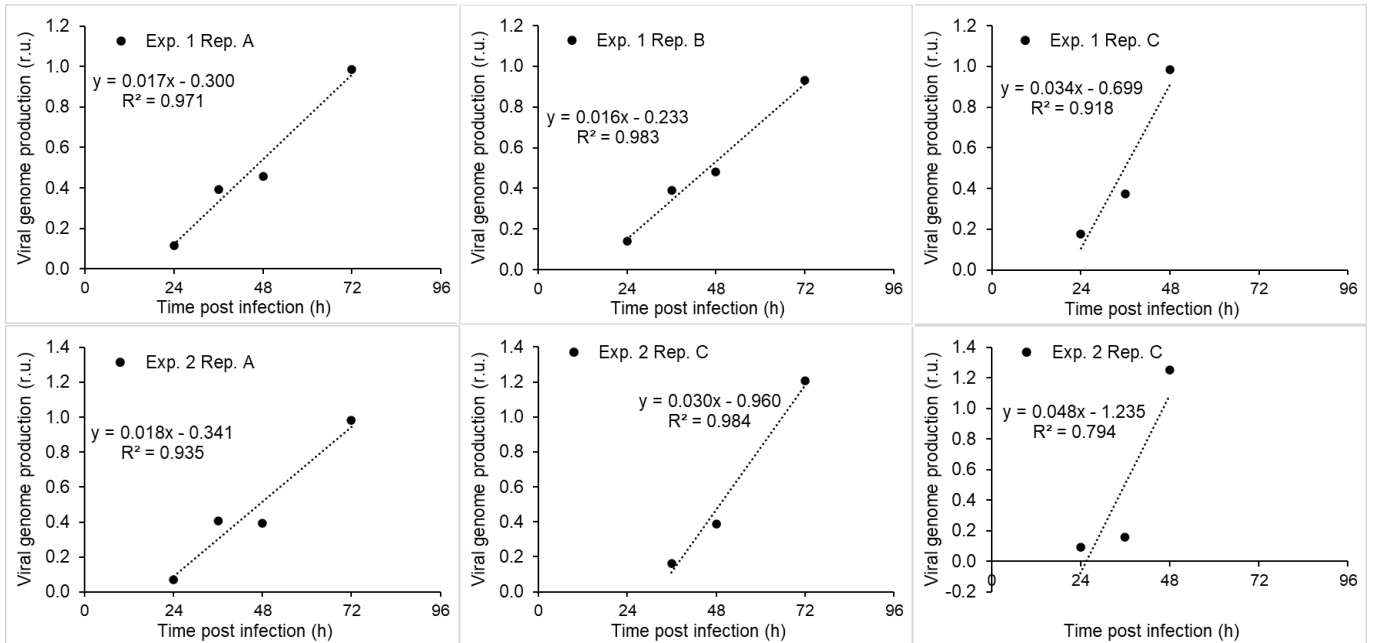 Viral genome production (r.u.)
1.2
1.0
0.8
0.6
0.4
0.2
0.0
Exp. 1 Rep. A
y = 0.017x - 0.300
R² = 0.971
0 24 48 72 96
Time post infection (h)
Viral genome production (r.u.)
1.2
1.0
0.8
0.6
0.4
0.2
0.0
Exp. 1 Rep. B
y = 0.016x - 0.233
R² = 0.983
0 24 48 72 96
Time post infection (h)
Viral genome production (r.u.)
1.2
1.0
0.8
0.6
0.4
0.2
0.0
Exp. 1 Rep. C
y = 0.034x - 0.699
R² = 0.918
0 24 48 72 96
Time post infection (h)
Viral genome production (r.u.)
1.4
1.2
1.0
0.8
0.6
0.4
0.2
0.0
Exp. 2 Rep. A
y = 0.018x - 0.341
R² = 0.935
0 24 48 72 96
Time post infection (h)
Viral genome production (r.u.)
1.4
1.2
1.0
0.8
0.6
0.4
0.2
0.0
Exp. 2 Rep. C
y = 0.030x - 0.960
R² = 0.984
0 24 48 72 96
Time post infection (h)
Viral genome production (r.u.)
1.4
1.2
1.0
0.8
0.6
0.4
0.2
0.0
-0.2
Exp. 2 Rep. C
y = 0.048x - 1.235
R² = 0.794
0 24 48 72 96
Time post infection (h)